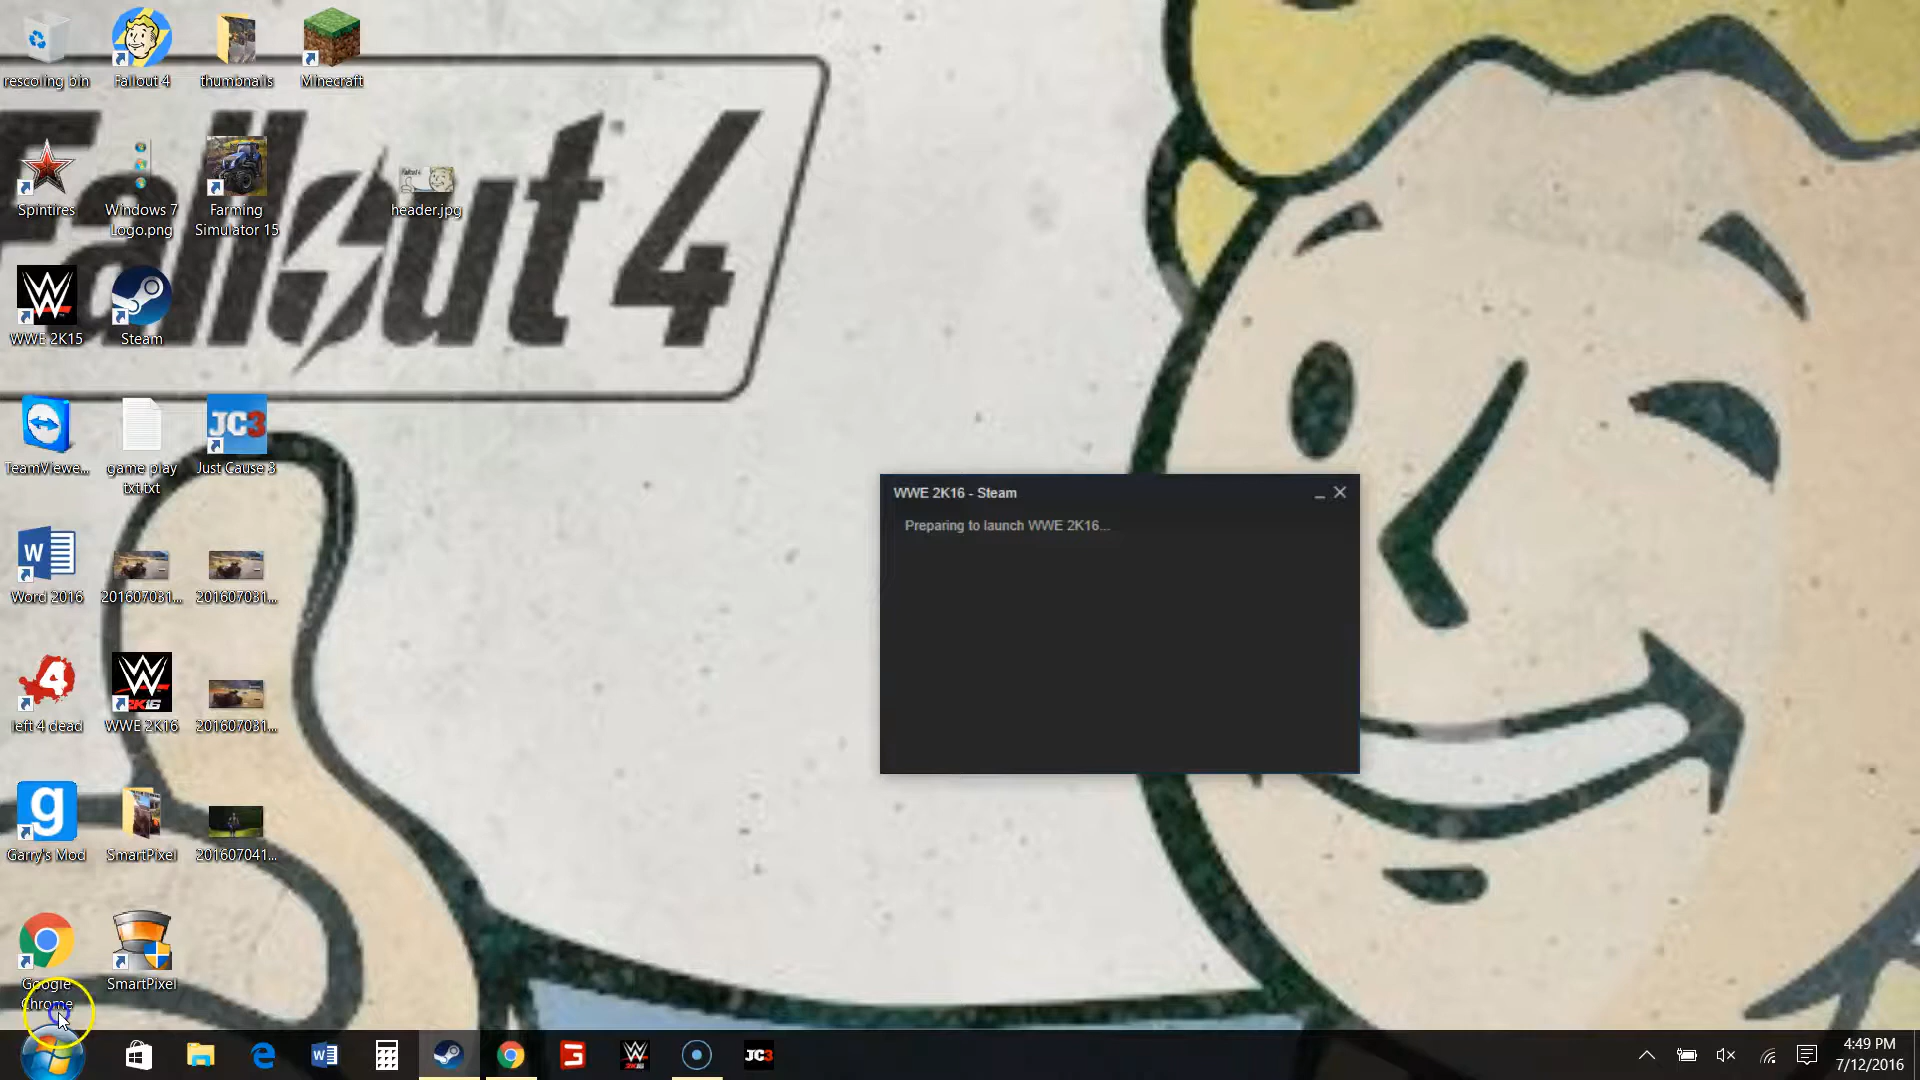 rescoling bin
Fallout 4
thumbnails
Minecraft
Fallout 4
Spintires
Windows 7
Logo.png
Farming
Simulator 15
header.jpg
WWE 2K15
Steam
TeamViewe...
game play
txt.txt
JC3
Just Cause 3
WWE 2K16 - Steam
Preparing to launch WWE 2K16...
Word 2016
201607031...
201607031...
left 4 dead
2K16
WWE 2K16
201607031...
Garry's Mod
SmartPixel
201607041...
Google
Chrome
SmartPixel
JC3
4:49 PM
7/12/2016